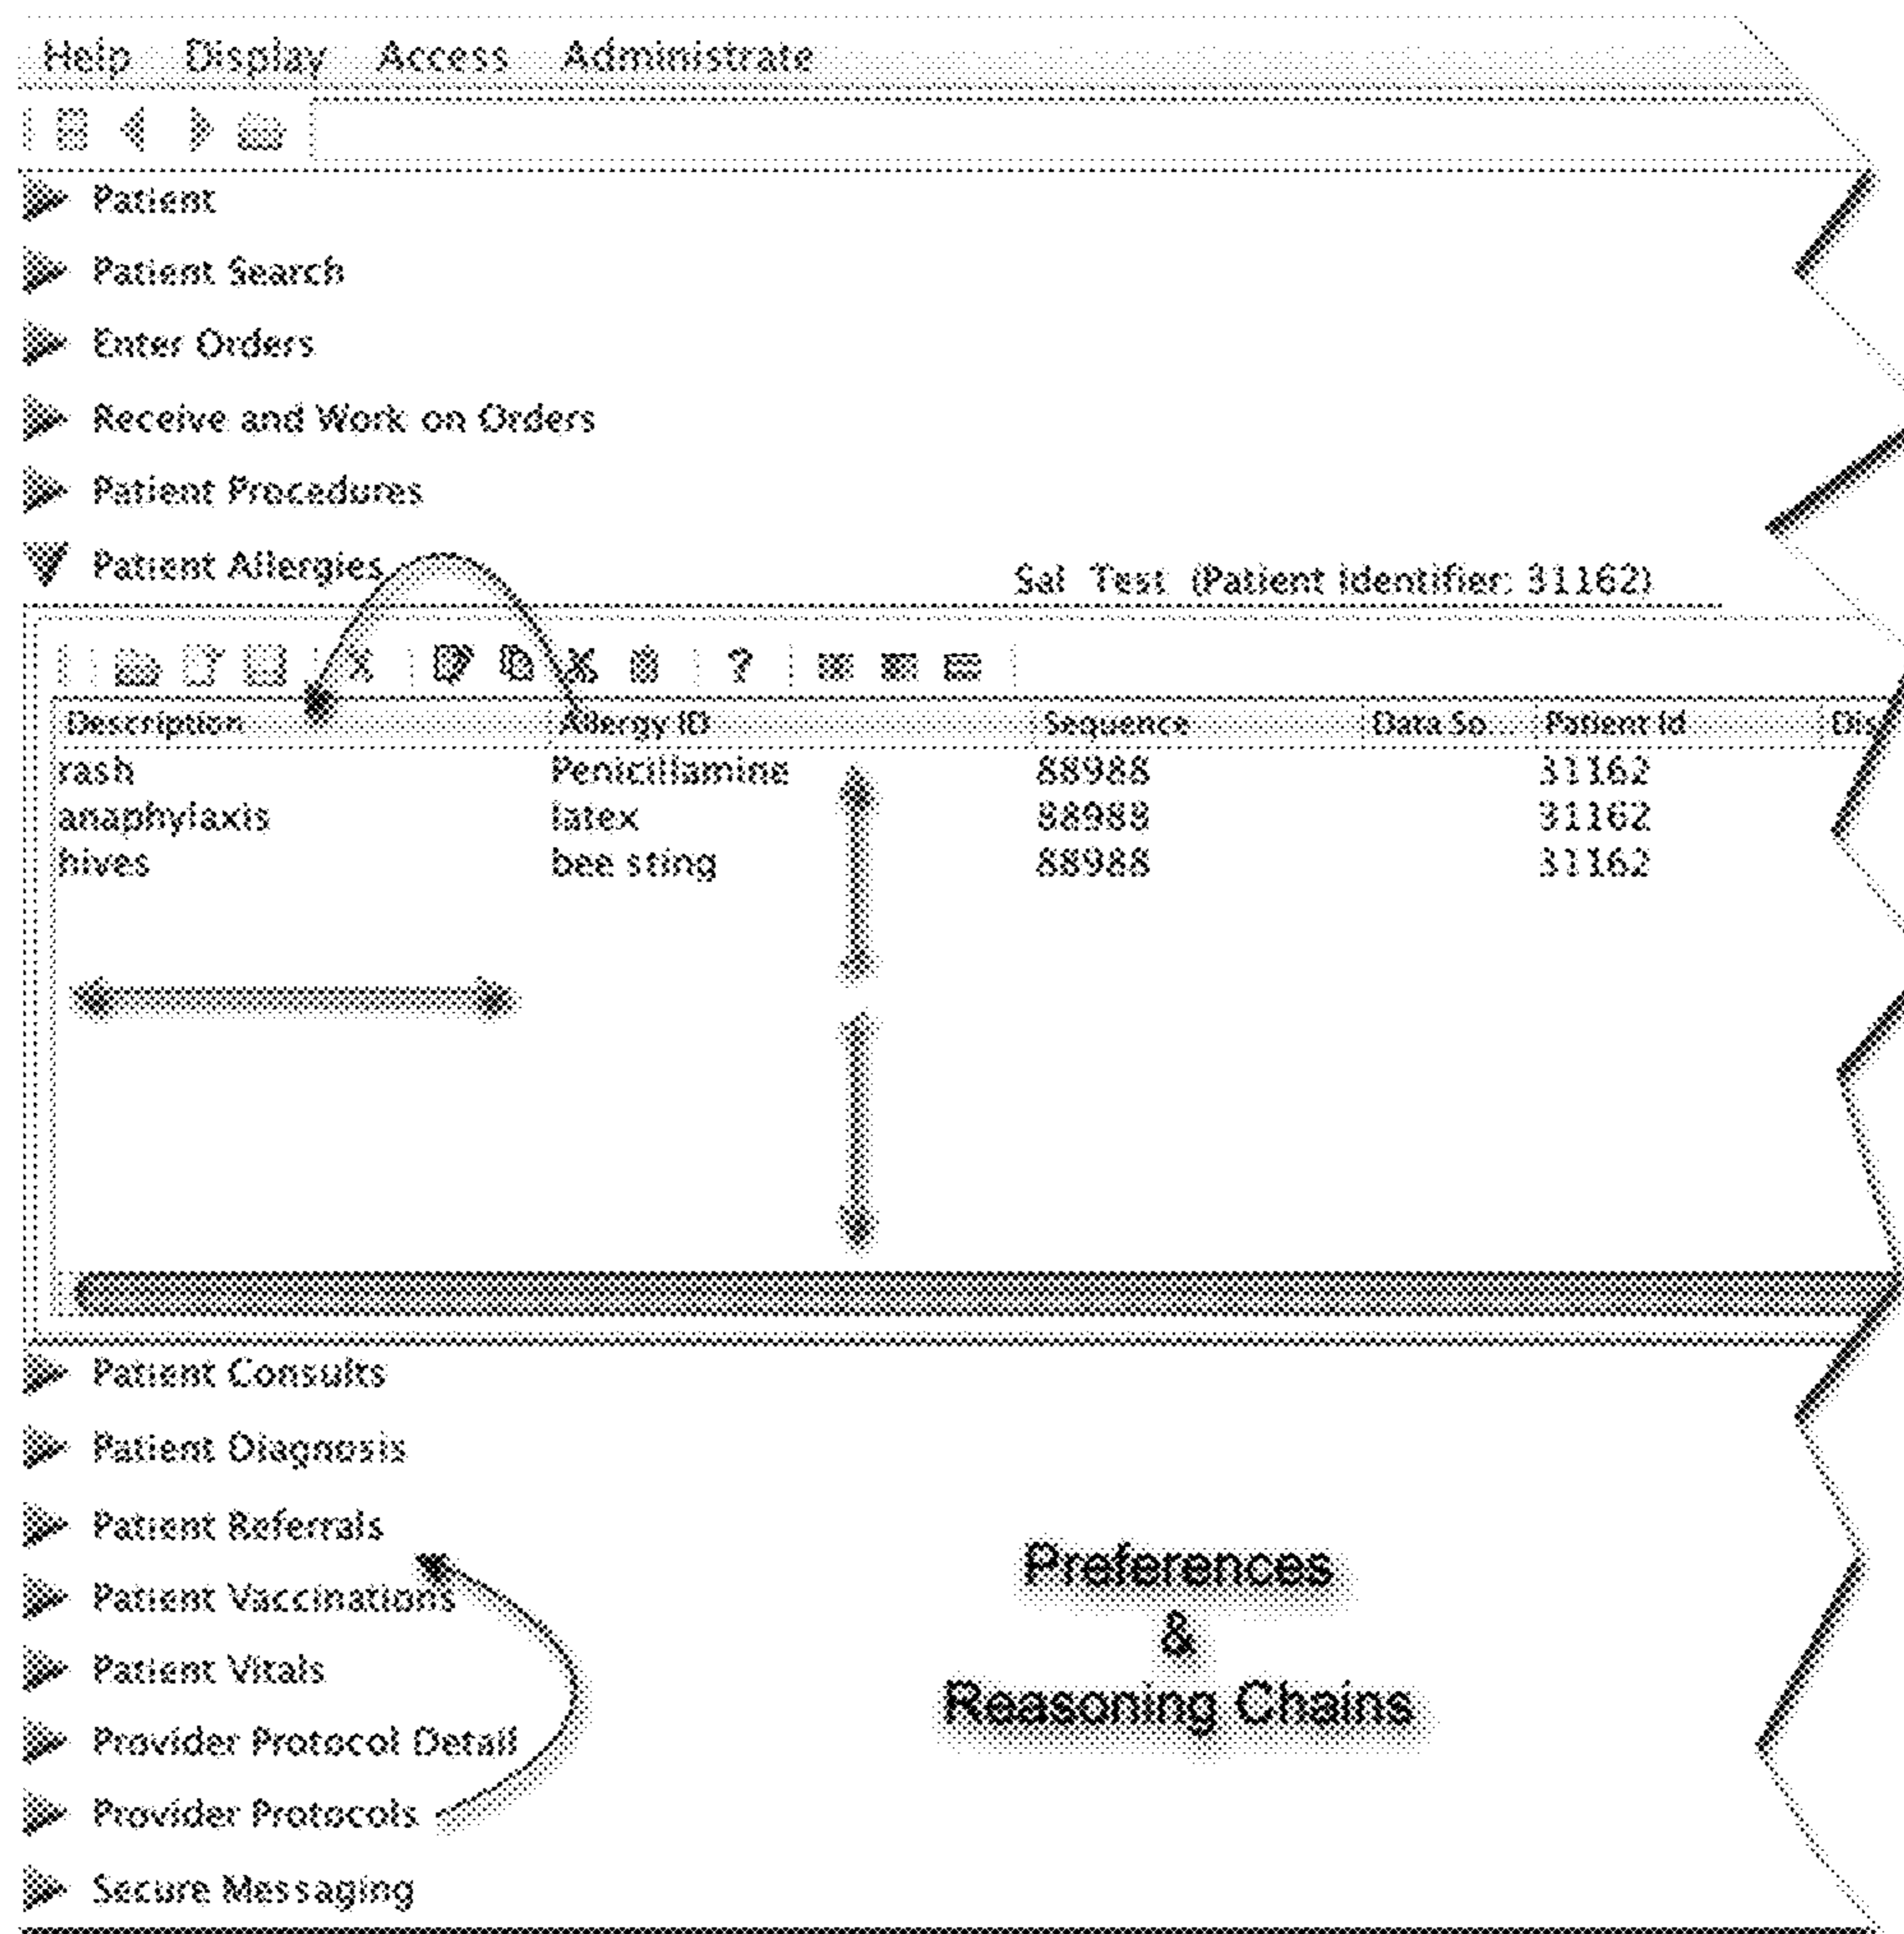 Help Display Access Administrate
Patient
Patient Search
Enter Orders
Receive and Work on Orders
Patient Procedures
Patient Allergies
Sal Test (Patient Identifier: 31162)
?
Description Allergy ID Sequence Data So... Patient Id Dis
rash Penicillamine 88988 31162
anaphylaxis latex 88988 31162
hives bee sting 88988 31162
Patient Consults
Patient Diagnosis
Patient Referrals
Patient Vaccinations
Patient Vitals
Provider Protocol Detail
Provider Protocols
Secure Messaging
Preferences
&
Reasoning Chains